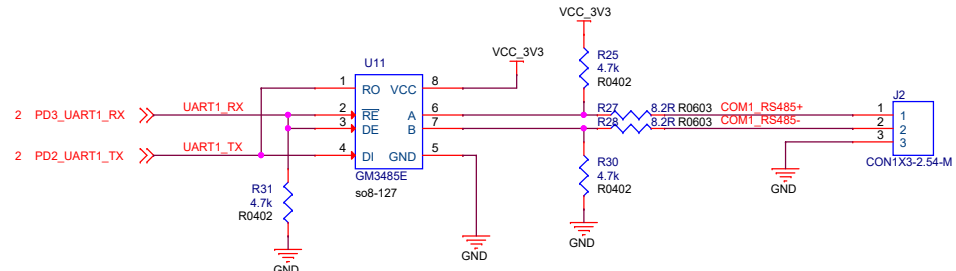 VCC_3V3
VCC_3V3
R25
4.7k
R0402
U11
1 RO VCC 8
2 PD3_UART1_RX UART1_RX 2 RE A 6 R27 8.2R R0603 COM1_RS485+
3 DE B 7 R28 8.2R R0603 COM1_RS485-
2 PD2_UART1_TX UART1_TX 4 DI GND 5
GM3485E
so8-127
J2
1 1
2 2
3 3
CON1X3-2.54-M
GND
R31
4.7k
R0402
GND
GND
R30
4.7k
R0402
GND